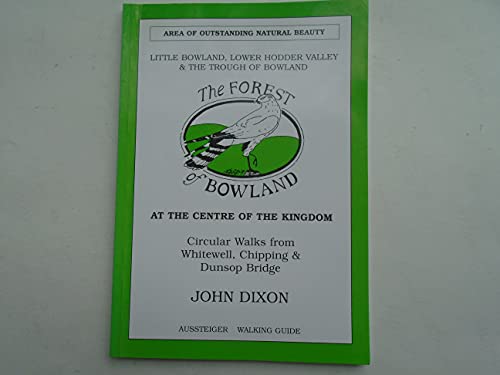 AREA OF OUTSTANDING NATURAL BEAUTY
LITTLE BOWLAND, LOWER HODDER VALLEY
& THE TROUGH OF BOWLAND
The FOREST
of BOWLAND
AT THE CENTRE OF THE KINGDOM
Circular Walks from
Whitewell, Chipping &
Dunsop Bridge
JOHN DIXON
AUSSTEIGER WALKING GUIDE